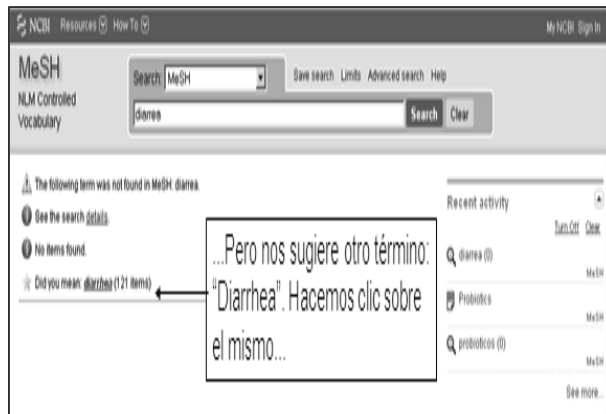 NCBI Resources How To My NCBI Sign In
MeSH
NLM Controlled
Vocabulary
Search: MeSH
Save search Limits Advanced search Help
diarrea
Search Clear
The following term was not found in MeSH: diarrea.
See the search details.
No items found.
Did you mean: diarrhea (121 items)
...Pero nos sugiere otro término:
"Diarrhea". Hacemos clic sobre
el mismo...
Recent activity
Turn Off Clear
diarrea (0)
MeSH
Probiotics
MeSH
probioticos (0)
MeSH
See more...